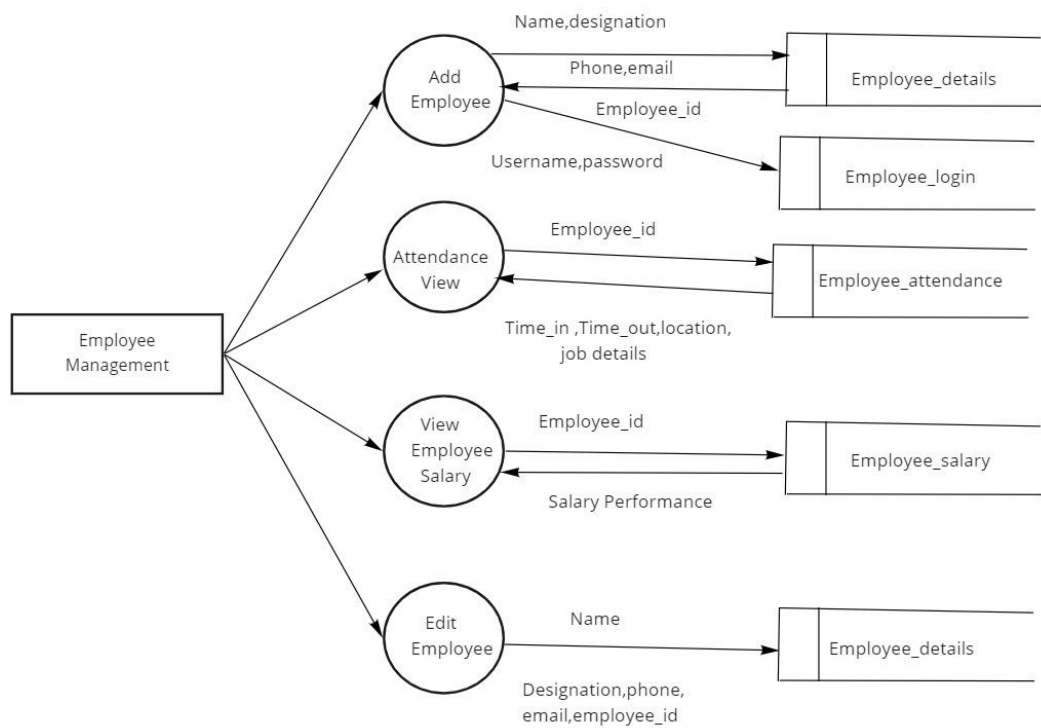 Name,designation
Add
Employee
Phone,email
Employee_details
Employee_id
Username,password
Employee_login
Employee_id
Attendance
View
Employee_attendance
Time_in ,Time_out,location,
job details
Employee
Management
View
Employee
Salary
Employee_id
Employee_salary
Salary Performance
Edit
Employee
Name
Employee_details
Designation,phone,
email,employee_id